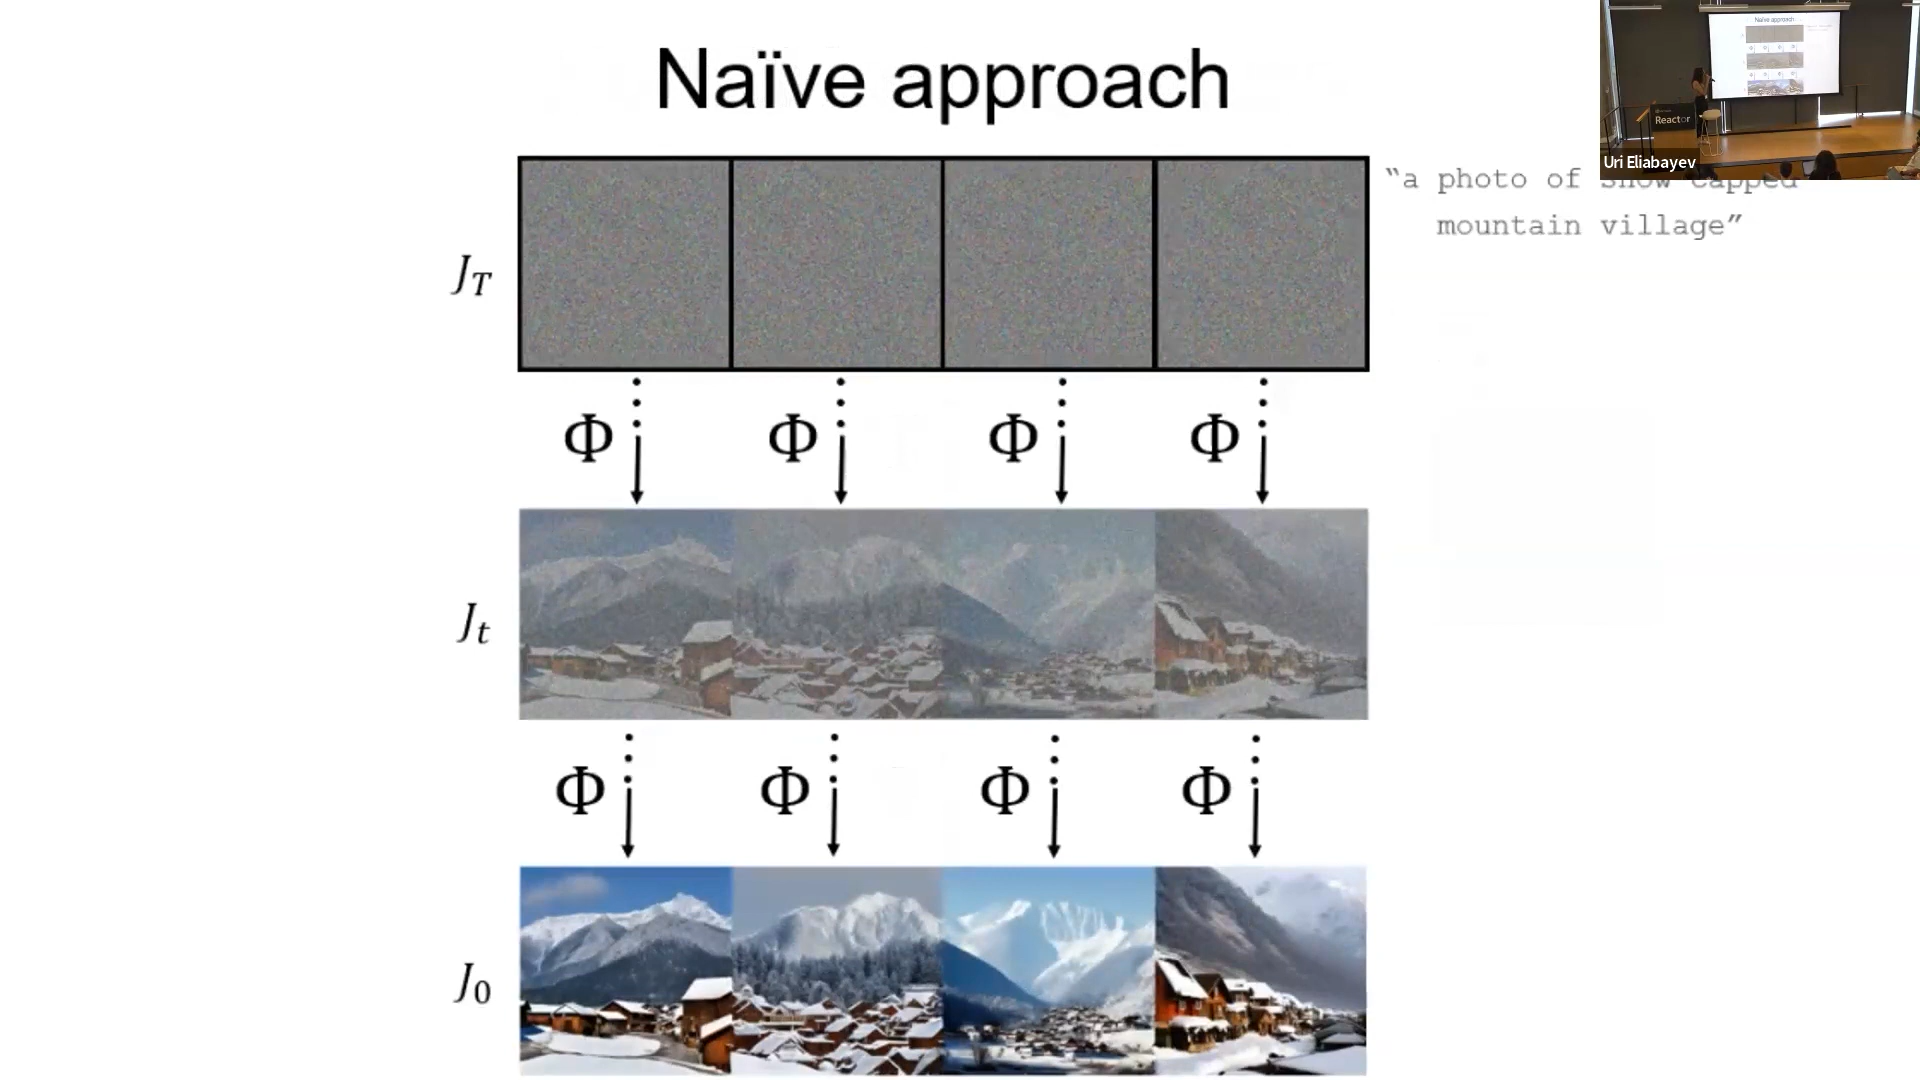 Naïve approach
"a photo of snow capped
mountain village"
J_T
Φ Φ Φ Φ
J_t
Φ Φ Φ Φ
J_0
Naïve approach
Reactor
Uri Eliabayev